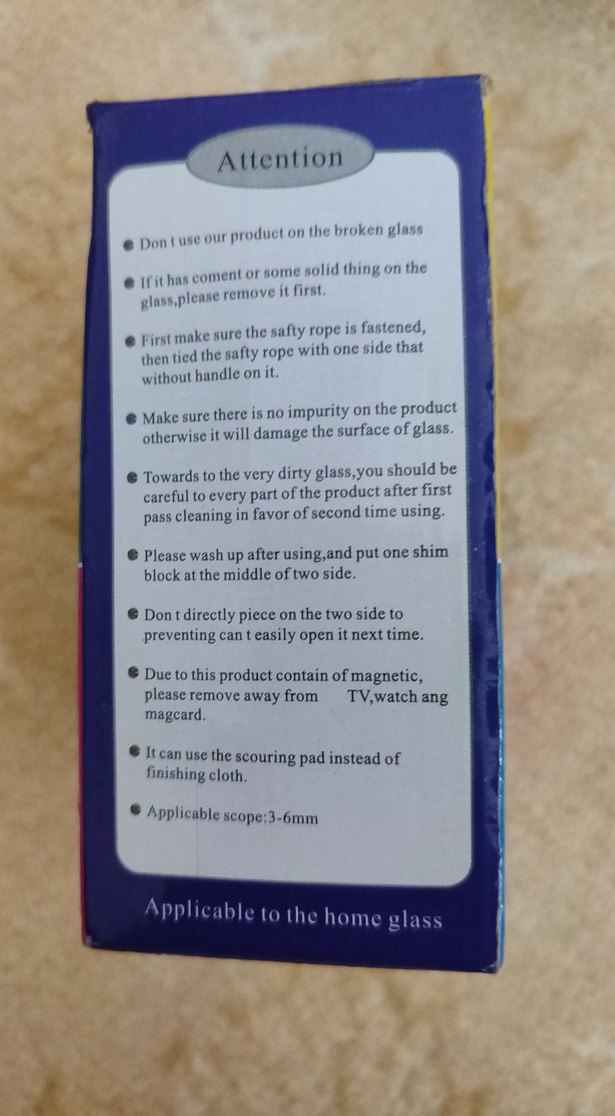 Attention
Don t use our product on the broken glass
If it has coment or some solid thing on the
glass,please remove it first.
First make sure the safty rope is fastened,
then tied the safty rope with one side that
without handle on it.
Make sure there is no impurity on the product
otherwise it will damage the surface of glass.
Towards to the very dirty glass,you should be
careful to every part of the product after first
pass cleaning in favor of second time using.
Please wash up after using,and put one shim
block at the middle of two side.
Don t directly piece on the two side to
preventing can t easily open it next time.
Due to this product contain of magnetic,
please remove away from TV,watch ang
magcard.
It can use the scouring pad instead of
finishing cloth.
Applicable scope:3-6mm
Applicable to the home glass